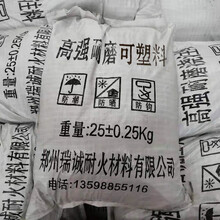 高强耐磨可塑料
防潮 防晒 防钩
重量:25±0.25Kg
郑州瑞诚耐火材料有限公司
电话:13598855116